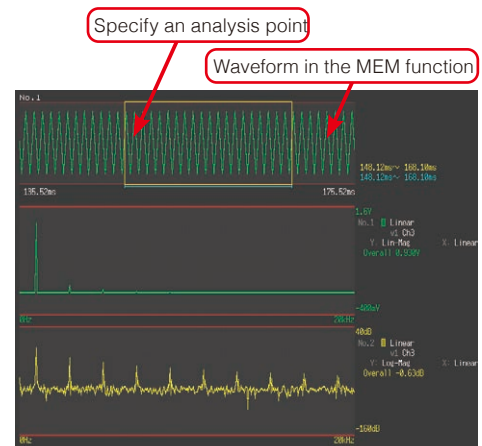 Specify an analysis point
Waveform in the MEM function
No.1
148.12ms~ 168.10ms
148.12ms~ 168.10ms
135.52ms 175.52ms
1.6V
No.1 Linear
w1 Ch3
Y: Lin-Mag X: Linear
Overall 0.930V
-400mV
0Hz 20kHz
40dB
No.2 Linear
w1 Ch3
Y: Log-Mag X: Linear
Overall -0.63dB
-160dB
0Hz 20kHz